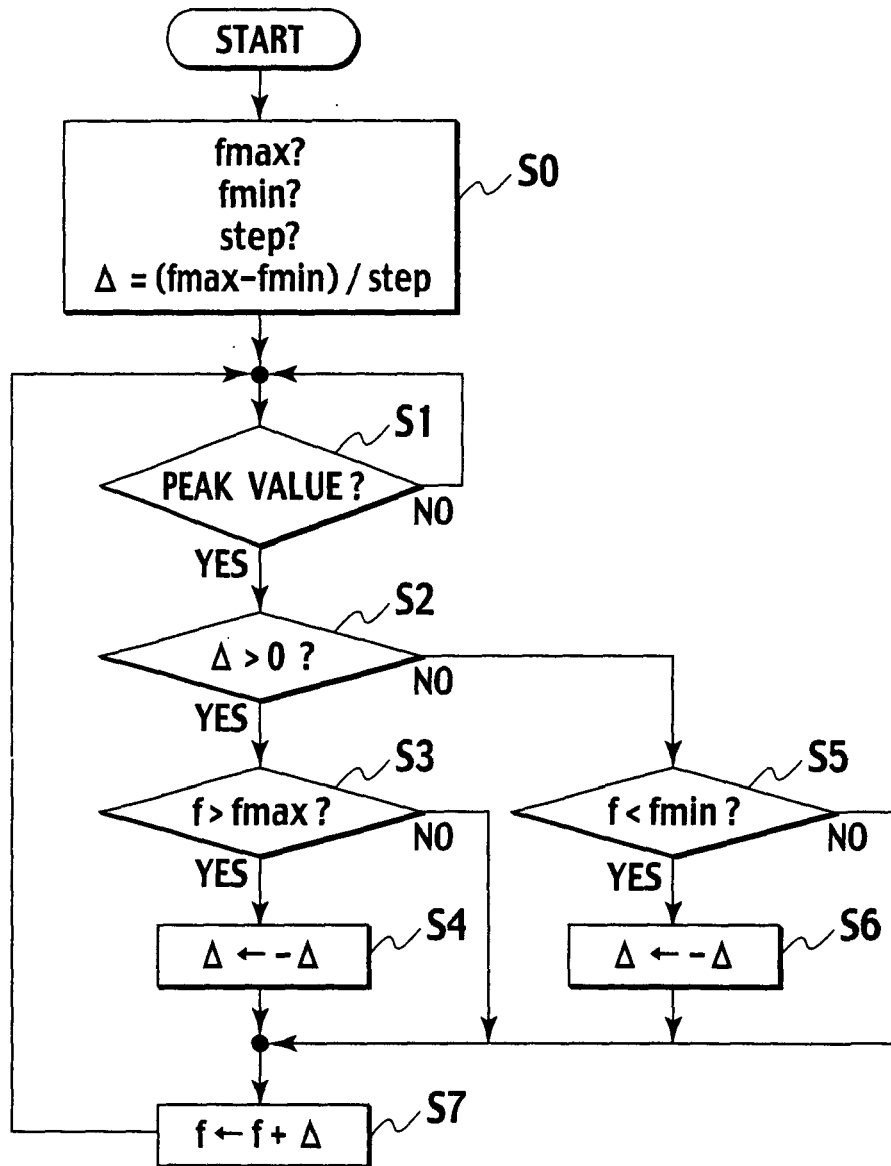 START
fmax?
fmin?
step?
Δ = (fmax-fmin) / step
S0
S1
PEAK VALUE ?
NO
YES
S2
Δ > 0 ?
NO
YES
S3
f > fmax ?
NO
YES
S5
f < fmin ?
NO
YES
S4
Δ ← - Δ
S6
Δ ← - Δ
S7
f ← f + Δ